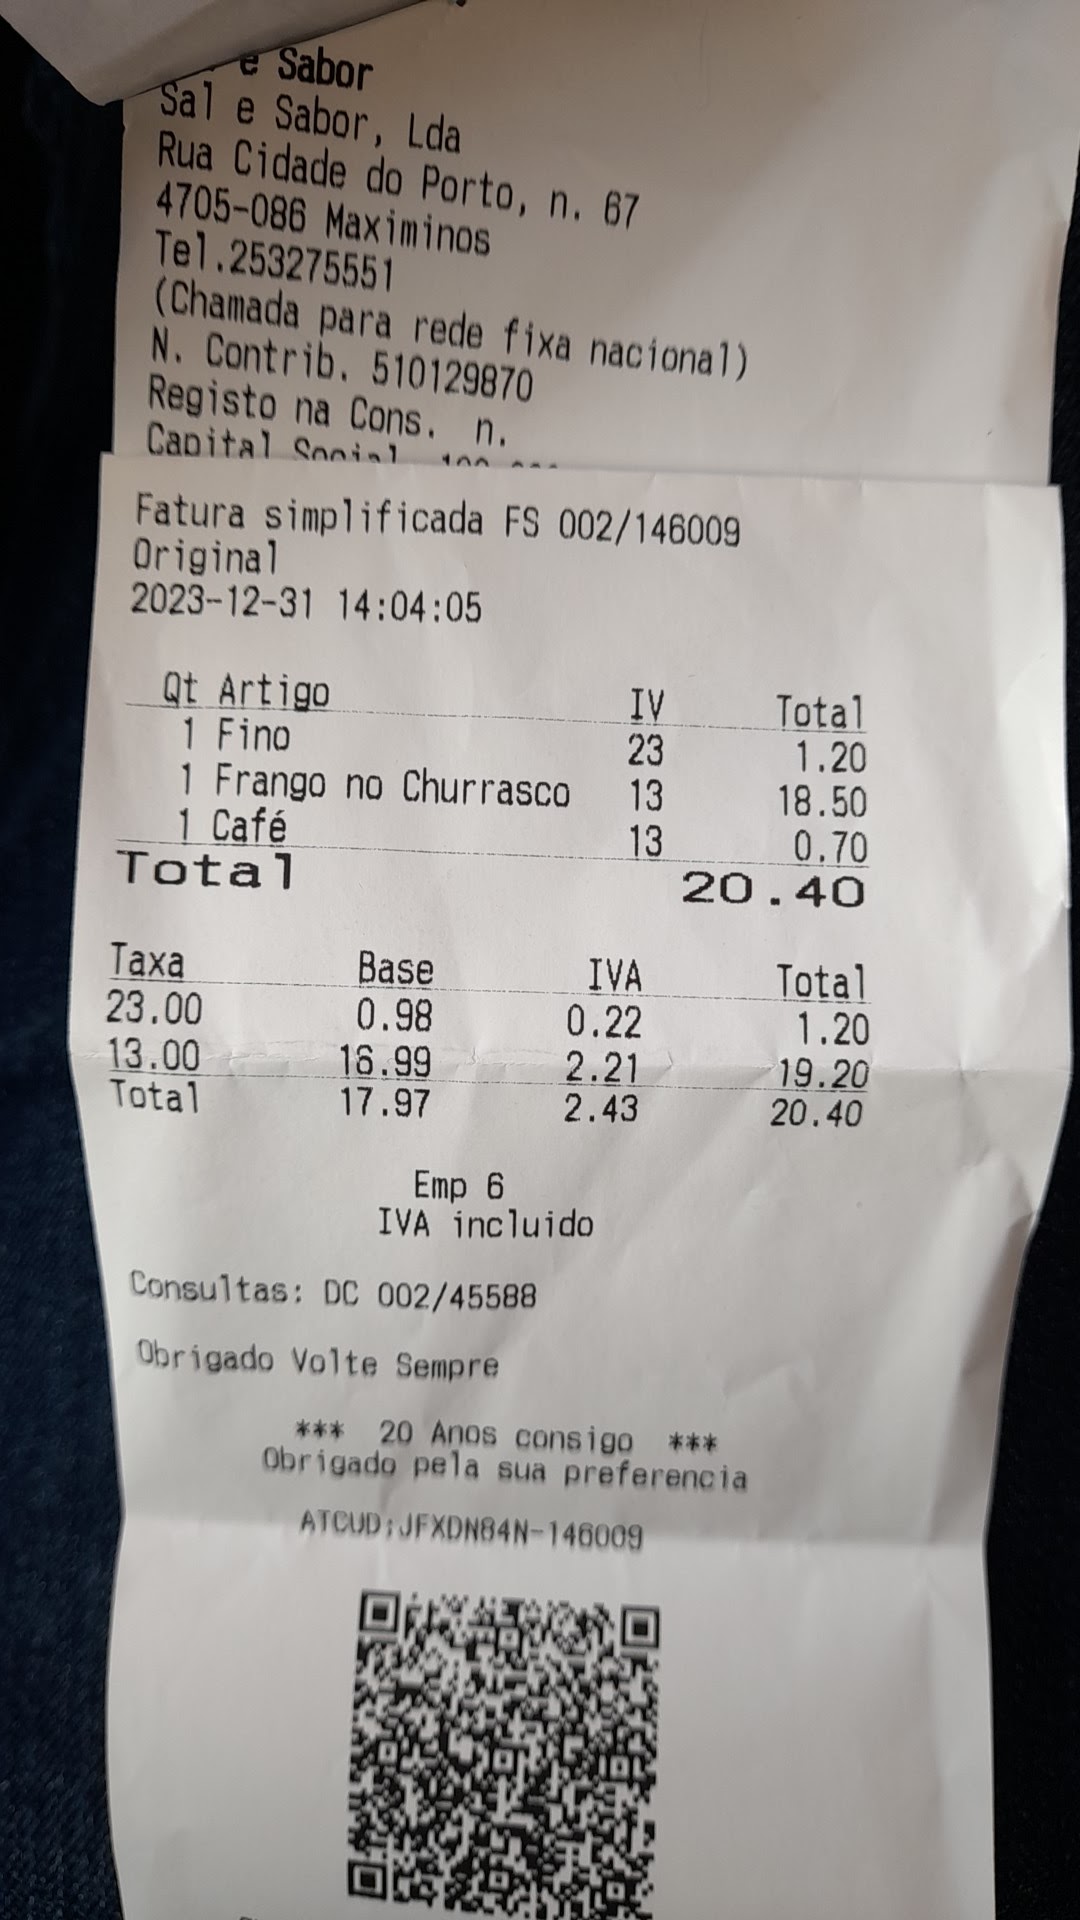 e Sabor
Sal e Sabor, Lda
Rua Cidade do Porto, n. 67
4705-086 Maximinos
Tel.253275551
(Chamada para rede fixa nacional)
N. Contrib. 510129870
Registo na Cons. n.
Capital Social
Fatura simplificada FS 002/146009
Original
2023-12-31 14:04:05
Qt Artigo IV Total
1 Fino 23 1.20
1 Frango no Churrasco 13 18.50
1 Café 13 0.70
Total 20.40
Taxa Base IVA Total
23.00 0.98 0.22 1.20
13.00 16.99 2.21 19.20
Total 17.97 2.43 20.40
Emp 6
IVA incluido
Consultas: DC 002/45588
Obrigado Volte Sempre
*** 20 Anos consigo ***
Obrigado pela sua preferencia
ATCUD:JFXDN84N-146009